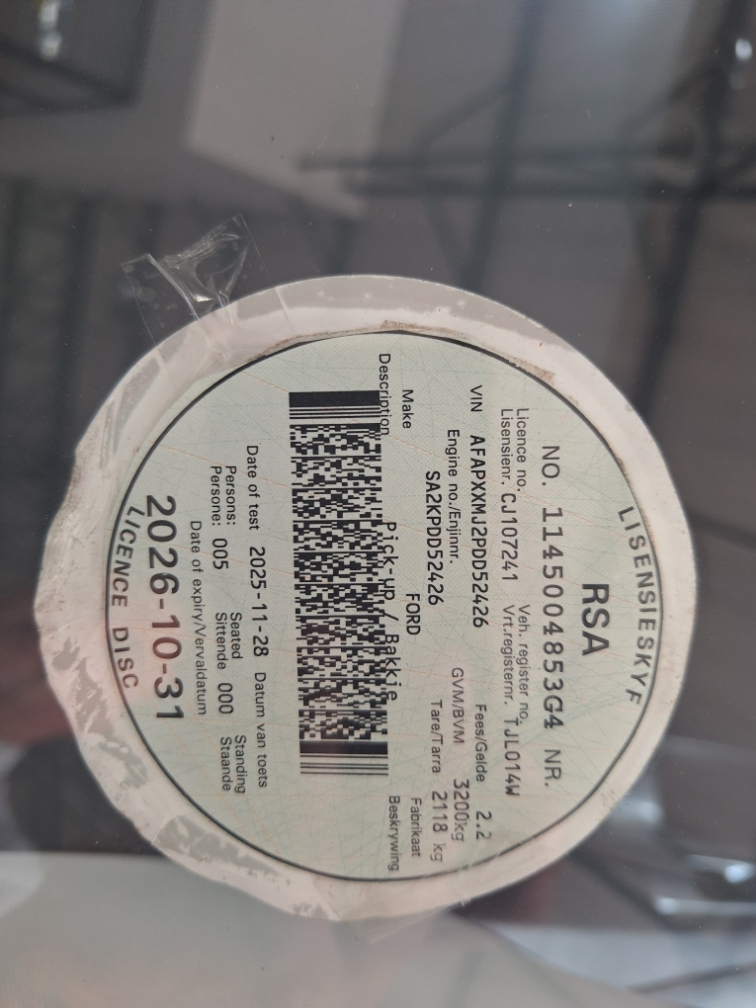 LISENSIESKYF
RSA
NO. 1145004853G4 NR.
Licence no. Veh. register no.
Lisensienr. CJ107241 Vrt.registernr. TJL014W
VIN AFAPXXMJ2PDD52426 Fees/Gelde 2.2
Engine no./Enjinnr. GVM/BVM 3200kg
SA2KPDD52426 Tare/Tarra 2118 kg
Make FORD Fabrikaat
Description Pick-up / Bakkie Beskrywing
Date of test 2025-11-28 Datum van toets
Persons: Seated Standing
Persone: 005 Sittende 000 Staande
Date of expiry/Vervaldatum
2026-10-31
LICENCE DISC